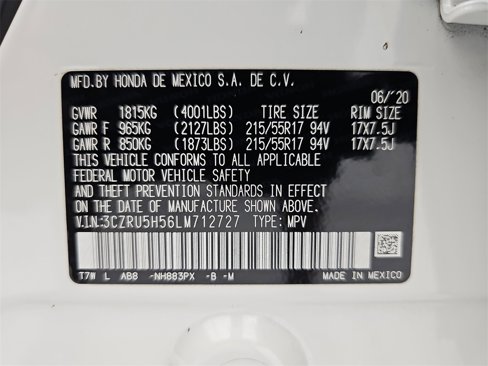 MFD.BY HONDA DE MEXICO S.A. DE C.V.
06/'20
GVWR 1815KG (4001LBS) TIRE SIZE RIM SIZE
GAWR F 965KG (2127LBS) 215/55R17 94V 17X7.5J
GAWR R 850KG (1873LBS) 215/55R17 94V 17X7.5J
THIS VEHICLE CONFORMS TO ALL APPLICABLE
FEDERAL MOTOR VEHICLE SAFETY
AND THEFT PREVENTION STANDARDS IN EFFECT
ON THE DATE OF MANUFACTURE SHOWN ABOVE.
V.I.N:3CZRU5H56LM712727 TYPE: MPV
T7W L AB8 -NH883PX -B -M MADE IN MEXICO